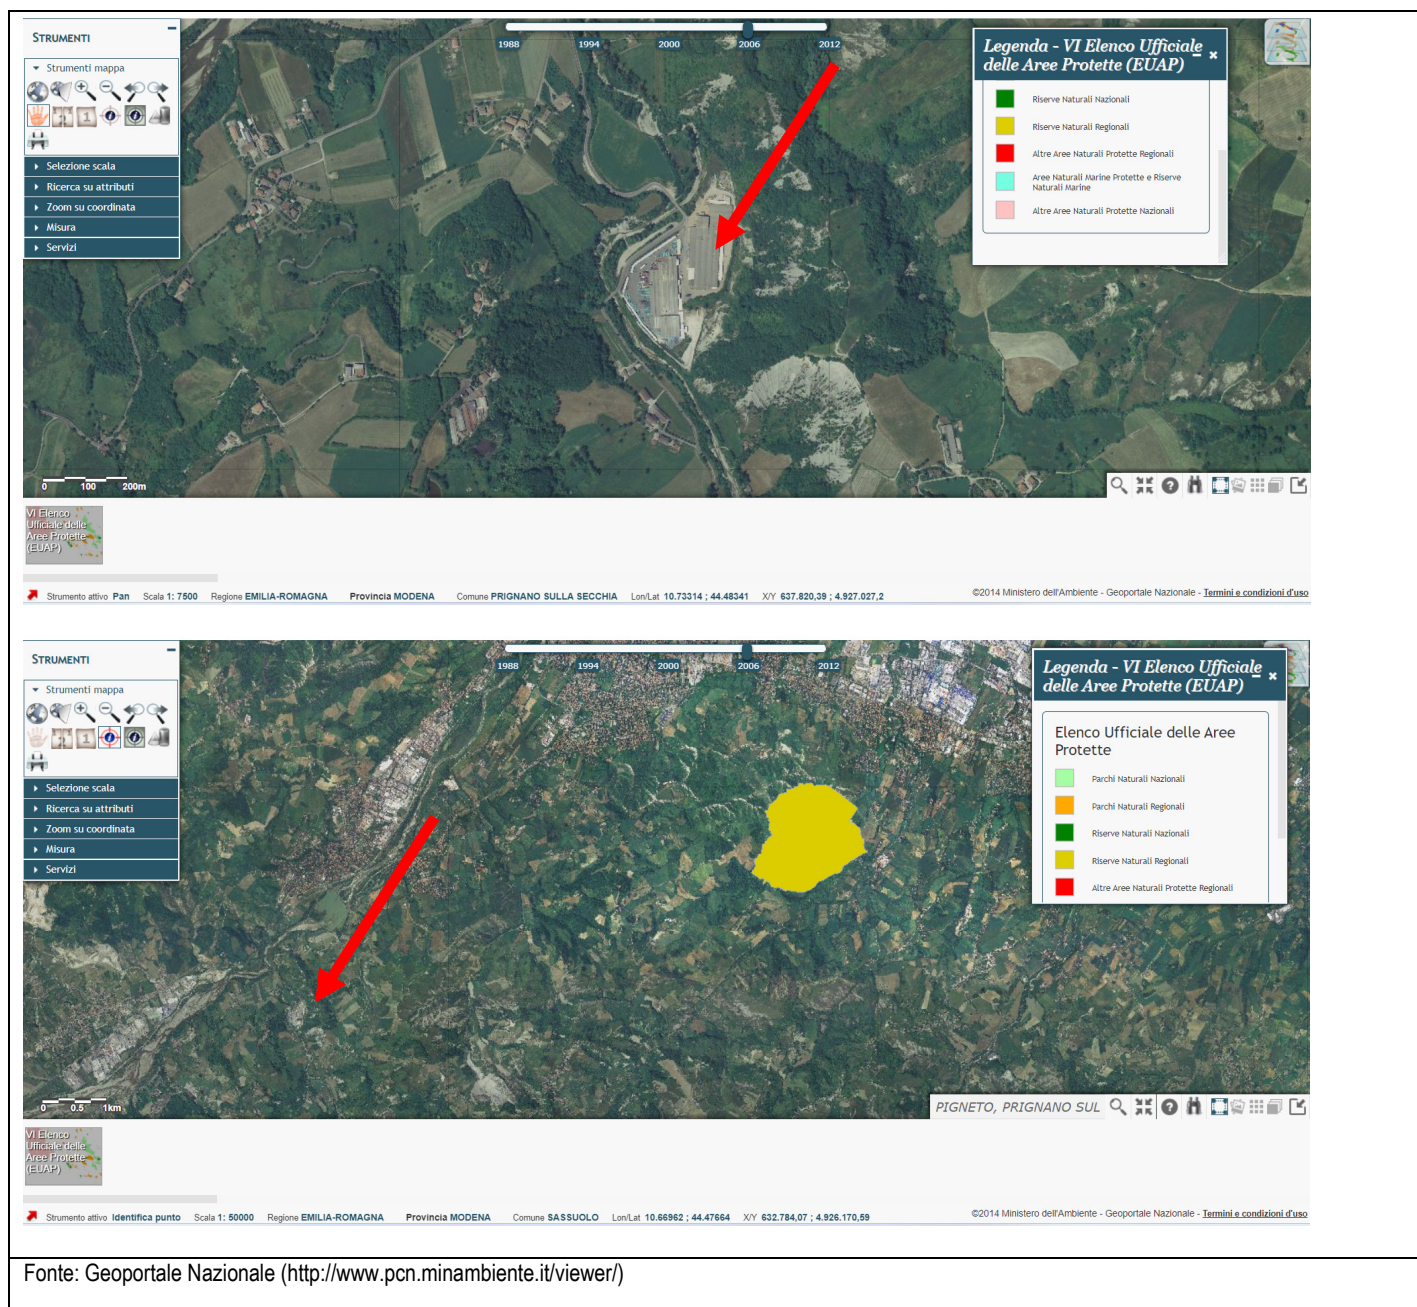 STRUMENTI
Strumenti mappa
Selezione scala
Ricerca su attributi
Zoom su coordinata
Misura
Servizi
1988 1994 2000 2006 2012
Legenda - VI Elenco Ufficiale
delle Aree Protette (EUAP)
Riserve Naturali Nazionali
Riserve Naturali Regionali
Altre Aree Naturali Protette Regionali
Aree Naturali Marine Protette e Riserve
Naturali Marine
Altre Aree Naturali Protette Nazionali
0 100 200m
VI Elenco
Ufficiale delle
Aree Protette
(EUAP)
Strumento attivo Pan Scala 1: 7500 Regione EMILIA-ROMAGNA Provincia MODENA Comune PRIGNANO SULLA SECCHIA Lon/Lat 10.73314 ; 44.48341 X/Y 637.820,39 ; 4.927.027,2
©2014 Ministero dell'Ambiente - Geoportale Nazionale - Termini e condizioni d'uso
STRUMENTI
Strumenti mappa
Selezione scala
Ricerca su attributi
Zoom su coordinata
Misura
Servizi
1988 1994 2000 2006 2012
Legenda - VI Elenco Ufficiale
delle Aree Protette (EUAP)
Elenco Ufficiale delle Aree
Protette
Parchi Naturali Nazionali
Parchi Naturali Regionali
Riserve Naturali Nazionali
Riserve Naturali Regionali
Altre Aree Naturali Protette Regionali
0 0.5 1km
PIGNETO, PRIGNANO SUL
VI Elenco
Ufficiale delle
Aree Protette
(EUAP)
Strumento attivo Identifica punto Scala 1: 50000 Regione EMILIA-ROMAGNA Provincia MODENA Comune SASSUOLO Lon/Lat 10.66962 ; 44.47664 X/Y 632.784,07 ; 4.926.170,59
©2014 Ministero dell'Ambiente - Geoportale Nazionale - Termini e condizioni d'uso
Fonte: Geoportale Nazionale (http://www.pcn.minambiente.it/viewer/)